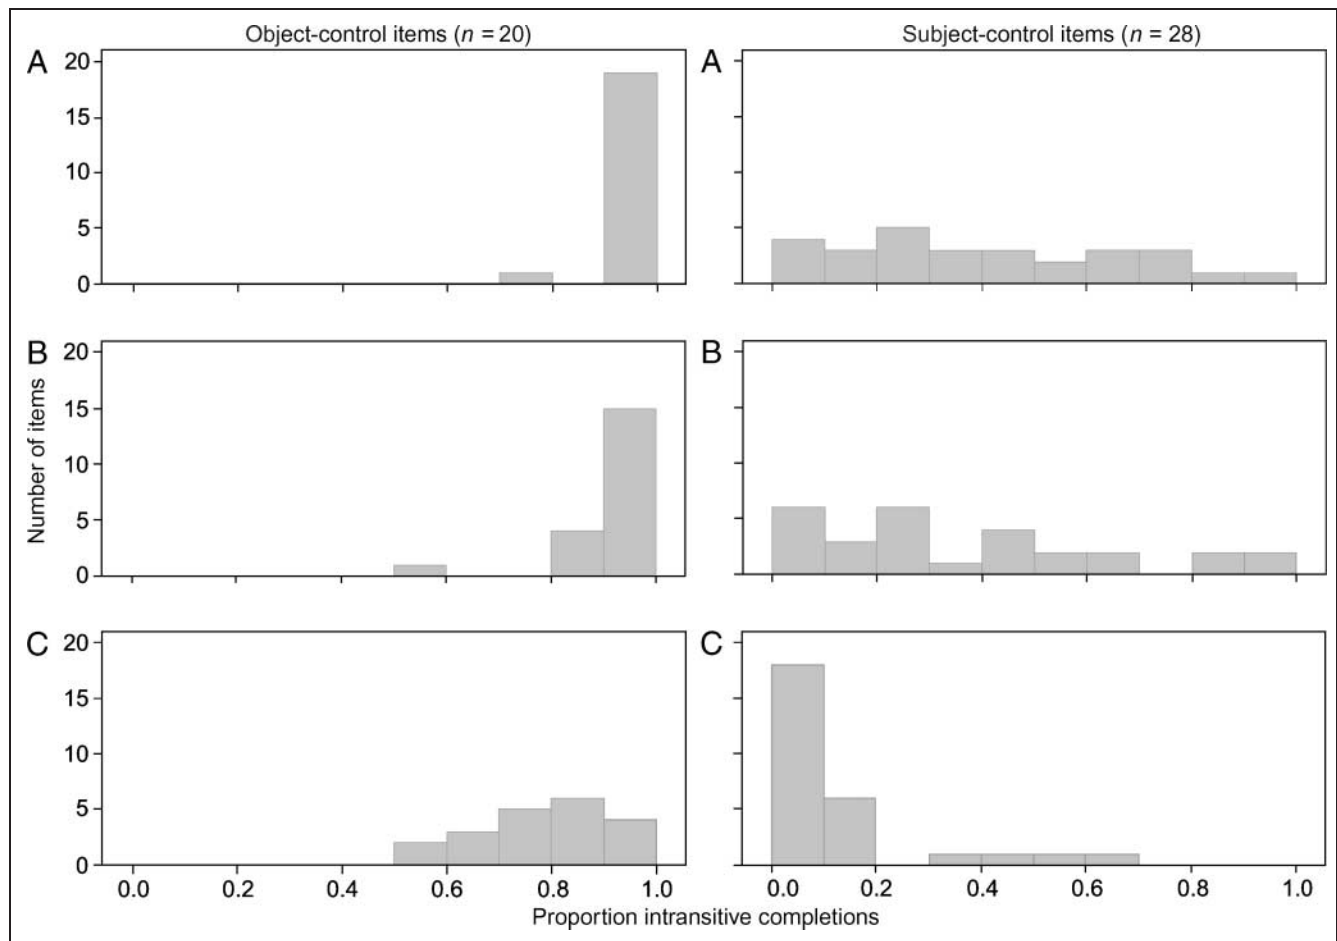 Object-control items (n = 20)
Subject-control items (n = 28)
A
20
15
10
5
0
A
B
20
15
10
5
0
B
Number of items
C
20
15
10
5
0
C
0.0 0.2 0.4 0.6 0.8 1.0
0.0 0.2 0.4 0.6 0.8 1.0
Proportion intransitive completions